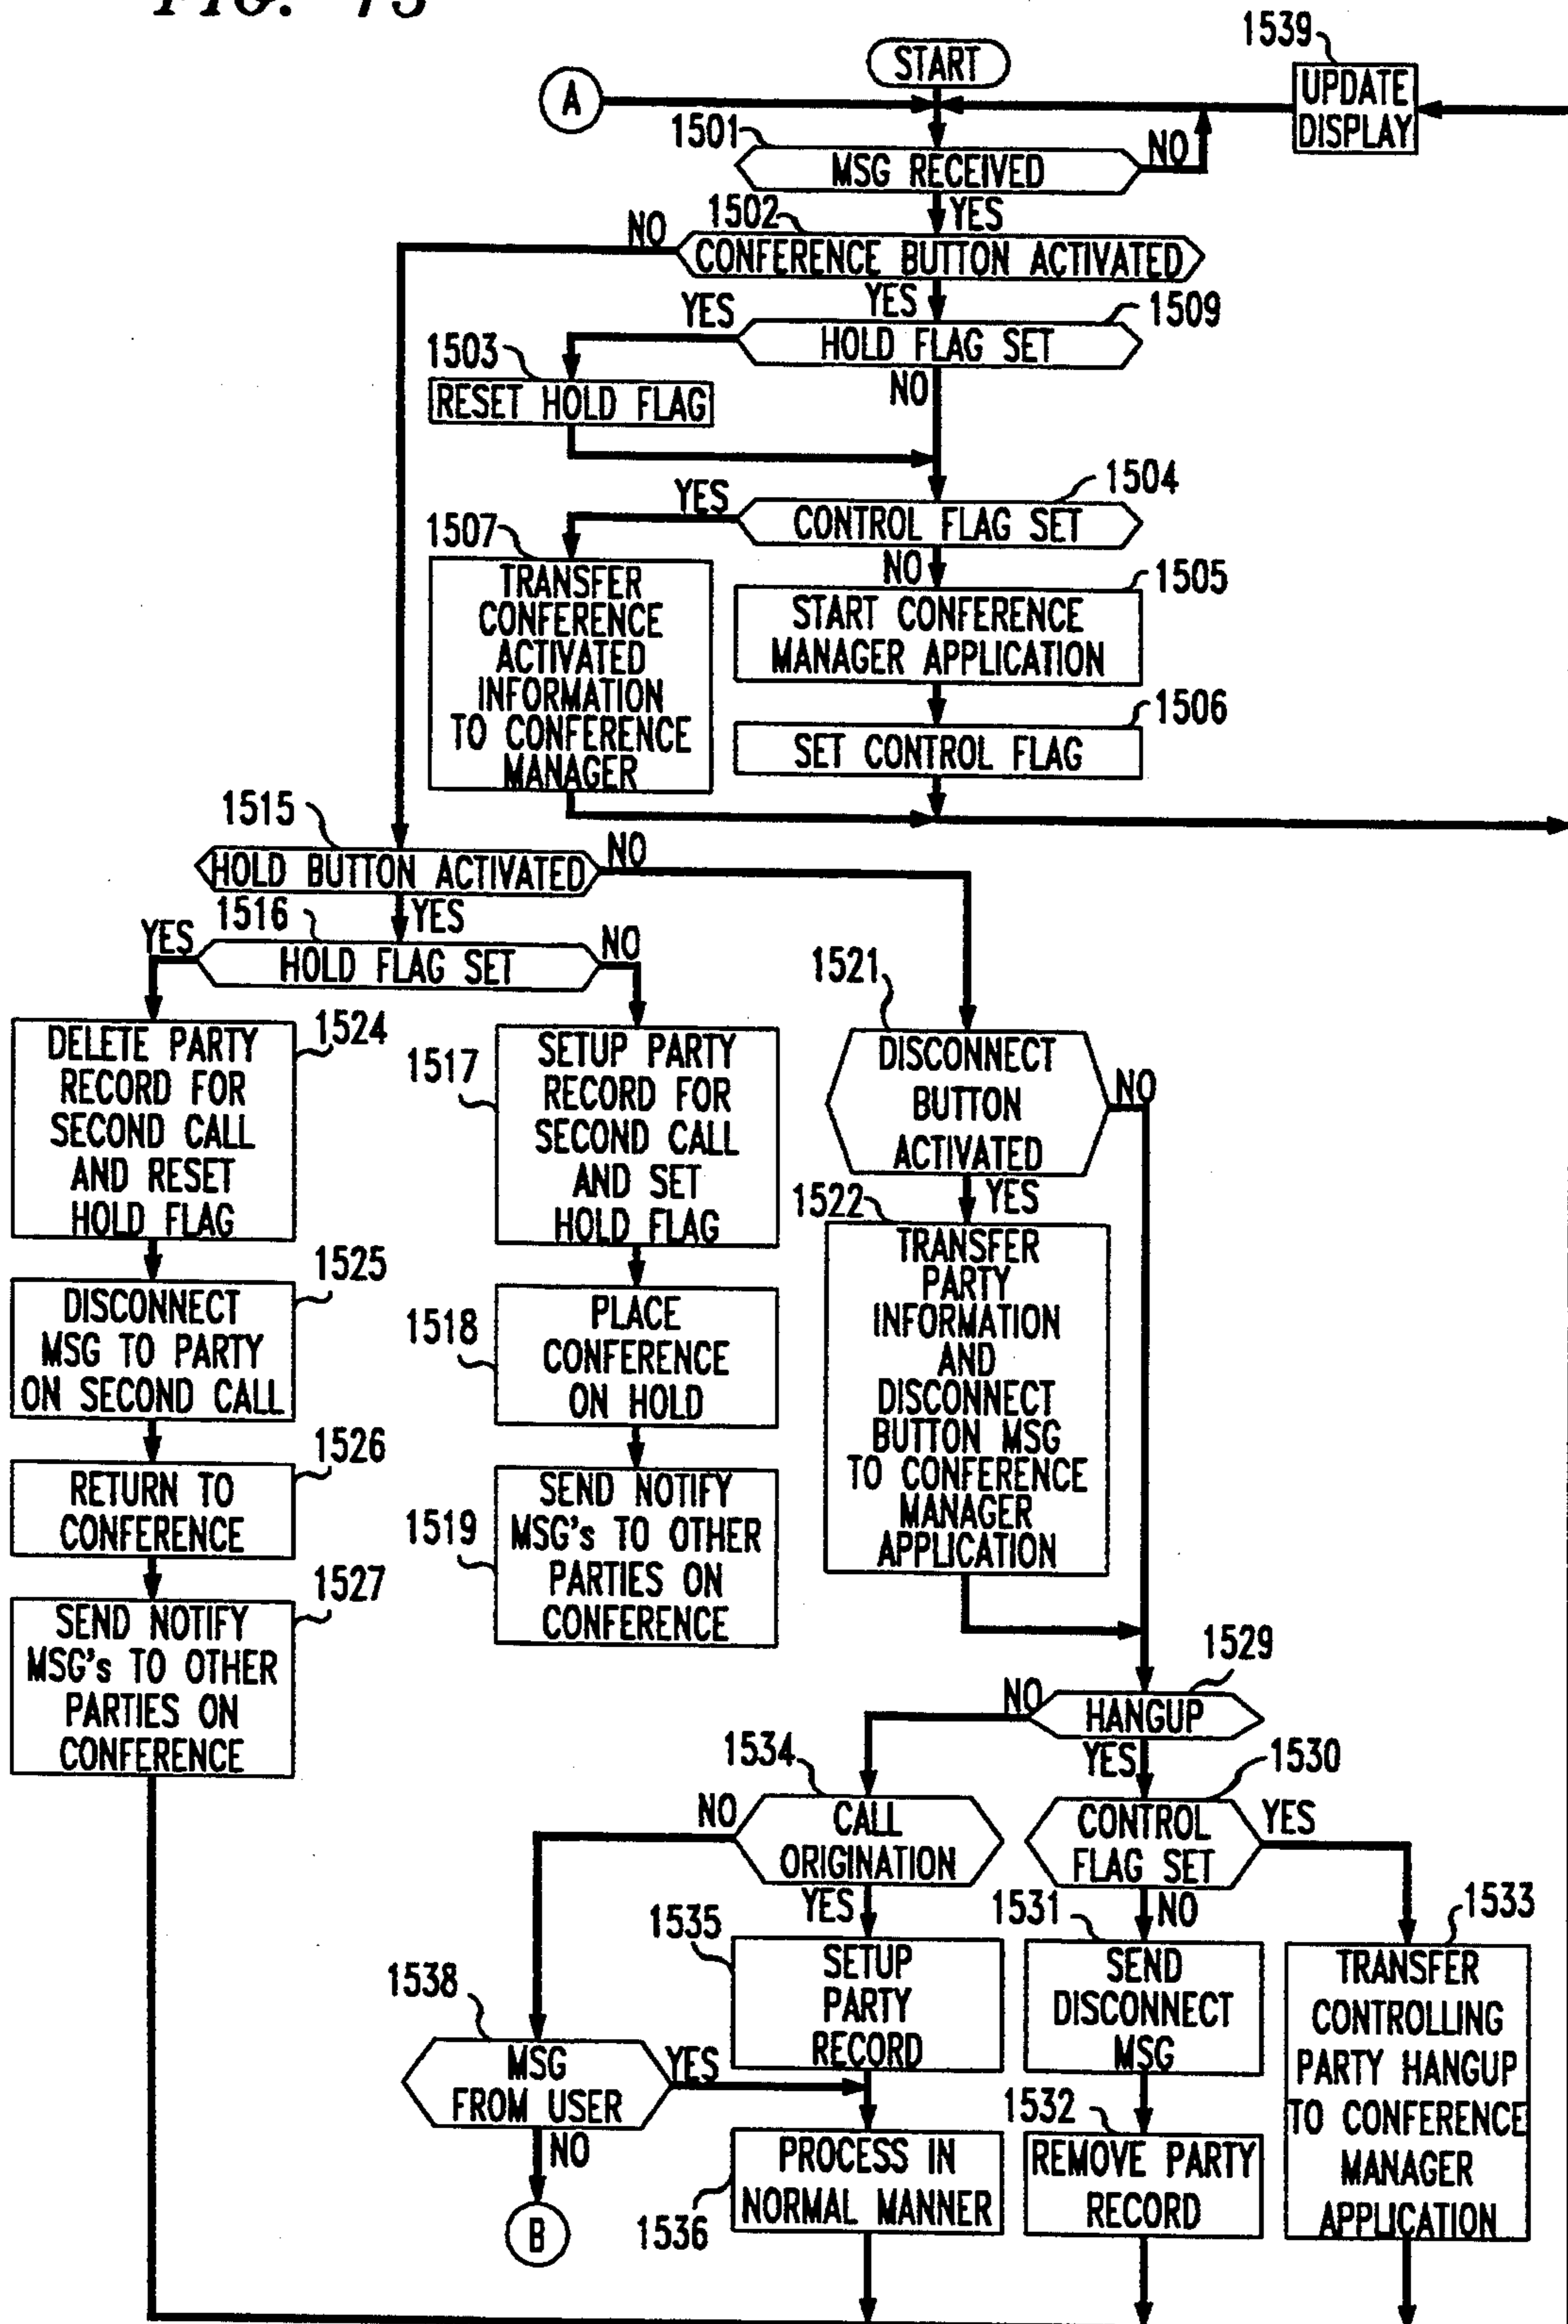 FIG. 15
1539
START
A
UPDATE
DISPLAY
1501
MSG RECEIVED
NO
YES
1502
NO
CONFERENCE BUTTON ACTIVATED
YES
YES
1509
HOLD FLAG SET
1503
NO
RESET HOLD FLAG
1504
YES
CONTROL FLAG SET
1507
NO
1505
TRANSFER
CONFERENCE
ACTIVATED
INFORMATION
TO CONFERENCE
MANAGER
START CONFERENCE
MANAGER APPLICATION
1506
SET CONTROL FLAG
1515
HOLD BUTTON ACTIVATED
NO
YES
1516
YES
HOLD FLAG SET
NO
1524
DELETE PARTY
RECORD FOR
SECOND CALL
AND RESET
HOLD FLAG
1517
SETUP PARTY
RECORD FOR
SECOND CALL
AND SET
HOLD FLAG
1521
DISCONNECT
BUTTON
ACTIVATED
NO
YES
1522
TRANSFER
PARTY
INFORMATION
AND
DISCONNECT
BUTTON MSG
TO CONFERENCE
MANAGER
APPLICATION
1525
DISCONNECT
MSG TO PARTY
ON SECOND CALL
1518
PLACE
CONFERENCE
ON HOLD
1526
RETURN TO
CONFERENCE
1519
SEND NOTIFY
MSG's TO OTHER
PARTIES ON
CONFERENCE
1527
SEND NOTIFY
MSG's TO OTHER
PARTIES ON
CONFERENCE
1529
NO
HANGUP
YES
1534
1530
NO
CALL
ORIGINATION
YES
CONTROL
FLAG SET
YES
NO
1535
SETUP
PARTY
RECORD
1531
SEND
DISCONNECT
MSG
1533
TRANSFER
CONTROLLING
PARTY HANGUP
TO CONFERENCE
MANAGER
APPLICATION
1538
MSG
FROM USER
YES
NO
B
PROCESS IN
NORMAL MANNER
1536
1532
REMOVE PARTY
RECORD